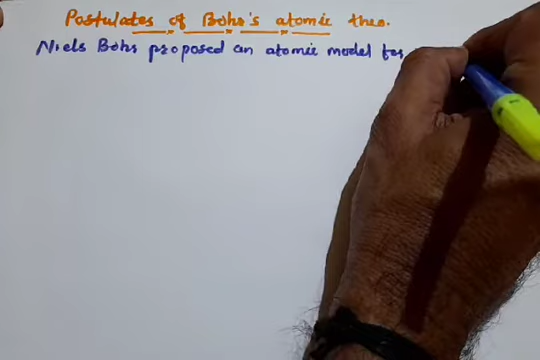 Postulates of Bohr's atomic theo.
Niels Bohr proposed an atomic model for